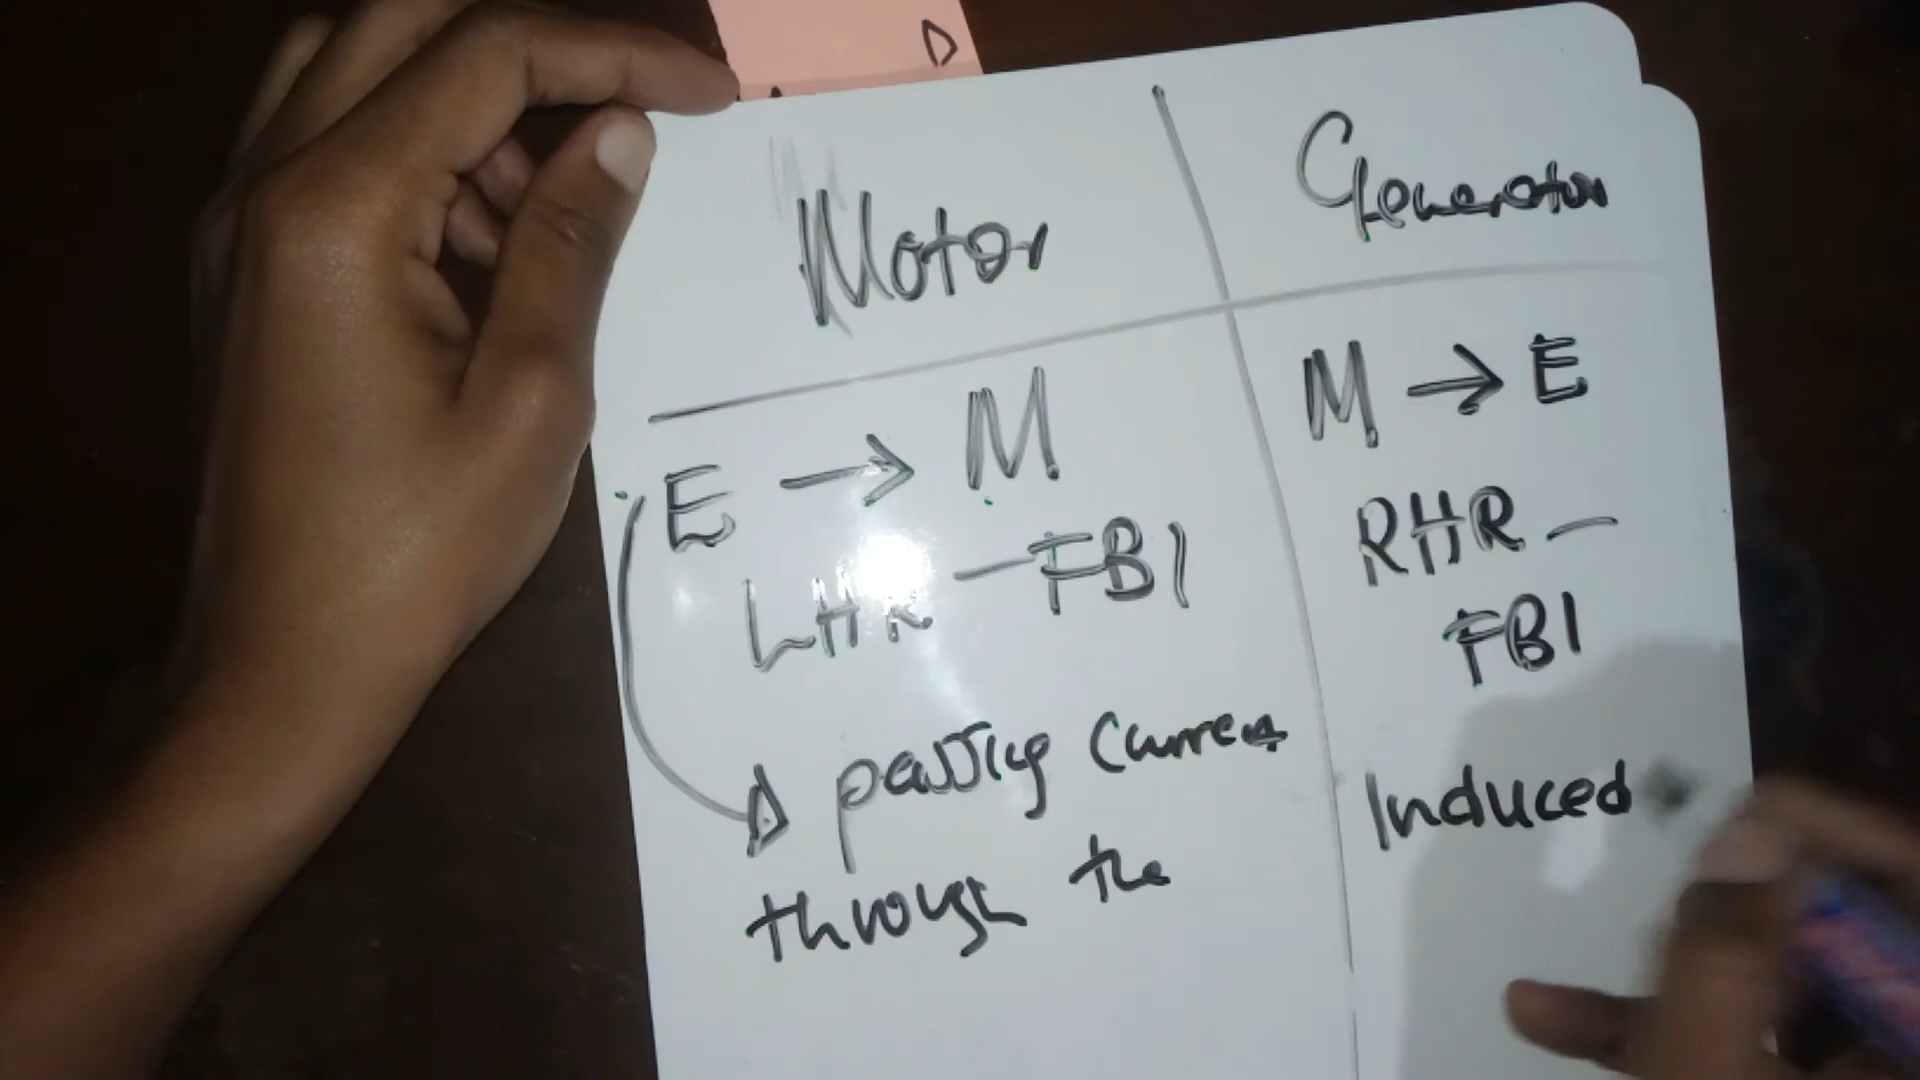 Motor
E → M
LHR - FBI
passing Current
through the
Generator
M → E
RHR -
FBI
Induced